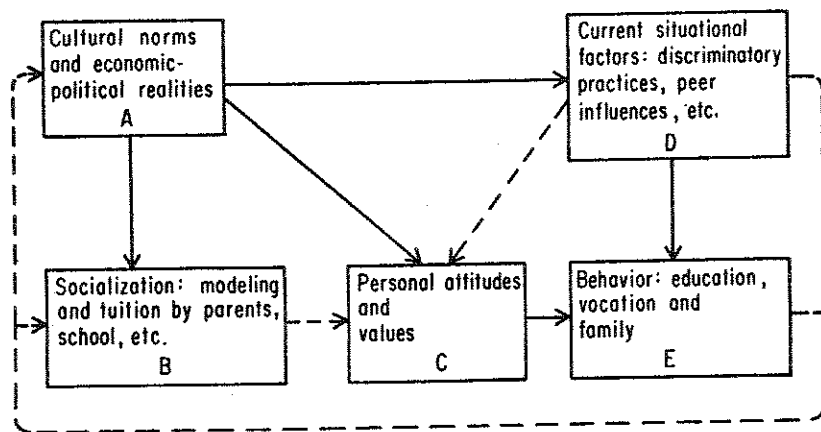 Cultural norms
and economic-
political realities
A
Current situational
factors: discriminatory
practices, peer
influences, etc.
D
Socialization: modeling
and tuition by parents,
school, etc.
B
Personal attitudes
and
values
C
Behavior: education,
vocation and
family
E